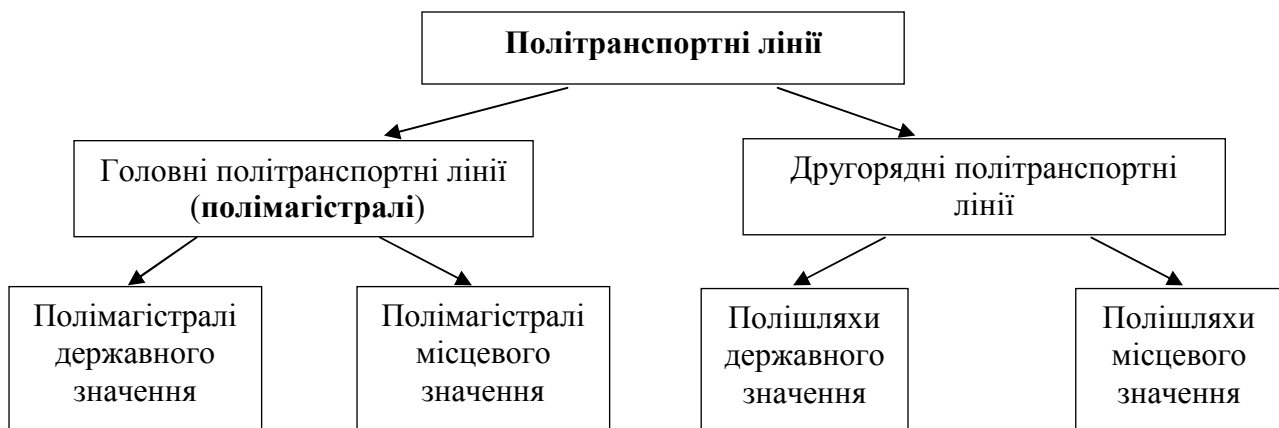 Політранспортні лінії
Головні політранспортні лінії
(полімагістралі)
Другорядні політранспортні
лінії
Полімагістралі
державного
значення
Полімагістралі
місцевого
значення
Полішляхи
державного
значення
Полішляхи
місцевого
значення